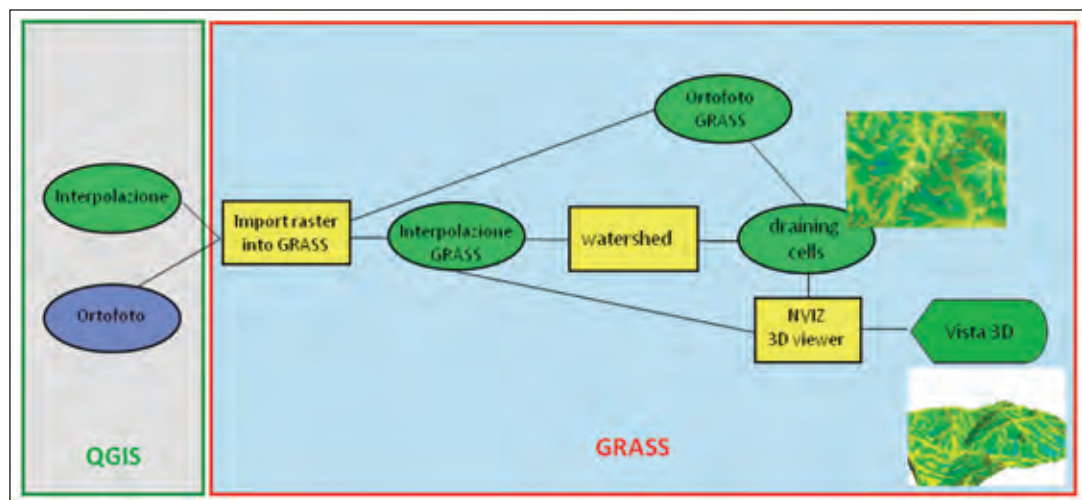 Interpolazione
Ortofoto
QGIS
Import raster
into GRASS
Ortofoto
GRASS
Interpolazione
GRASS
watershed
draining
cells
NVIZ
3D viewer
Vista 3D
GRASS